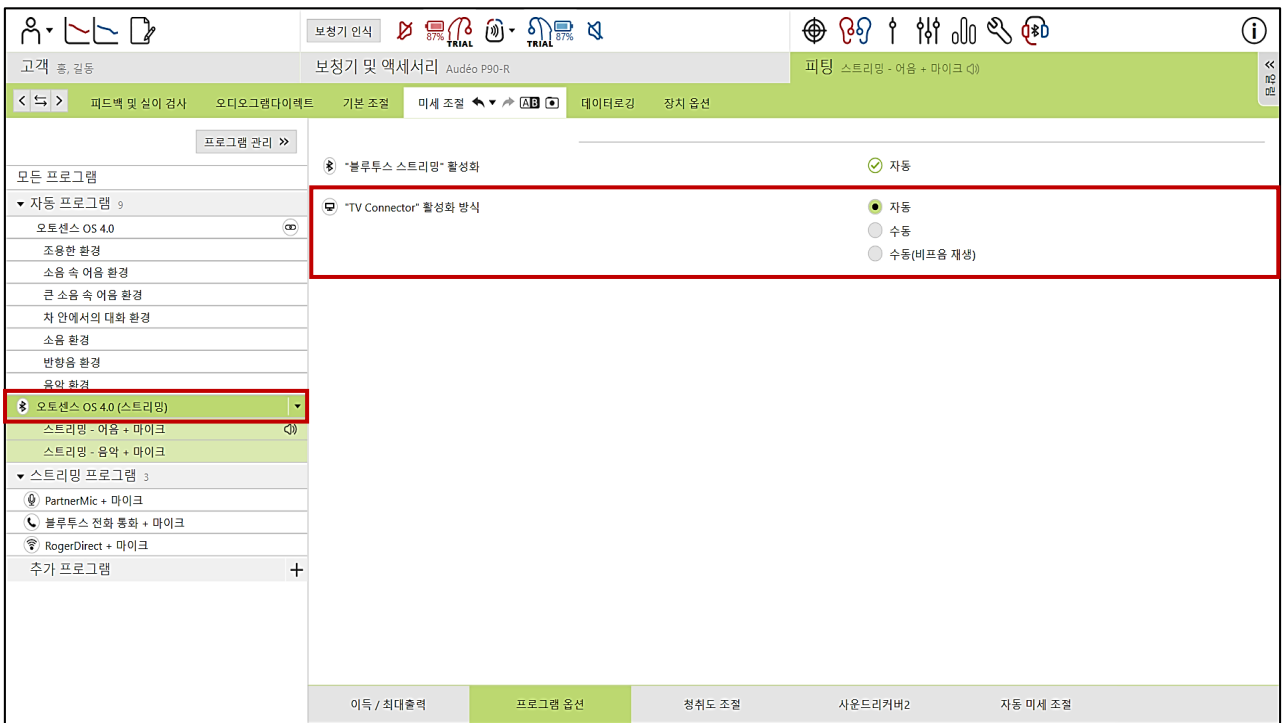 보청기 인식 87% TRIAL TRIAL 87%
고객 홍, 길동 보청기 및 액세서리 Audéo P90-R 피팅 스트리밍 - 어음 + 마이크
알림
피드백 및 실이 검사 오디오그램다이렉트 기본 조절 미세 조절 AB 데이터로깅 장치 옵션
프로그램 관리
모든 프로그램
자동 프로그램 9
오토센스 OS 4.0
조용한 환경
소음 속 어음 환경
큰 소음 속 어음 환경
차 안에서의 대화 환경
소음 환경
반향음 환경
음악 환경
오토센스 OS 4.0 (스트리밍)
스트리밍 - 어음 + 마이크
스트리밍 - 음악 + 마이크
스트리밍 프로그램 3
PartnerMic + 마이크
블루투스 전화 통화 + 마이크
RogerDirect + 마이크
추가 프로그램
"블루투스 스트리밍" 활성화 자동
"TV Connector" 활성화 방식 자동
수동
수동(비프음 재생)
이득 / 최대출력 프로그램 옵션 청취도 조절 사운드리커버2 자동 미세 조절